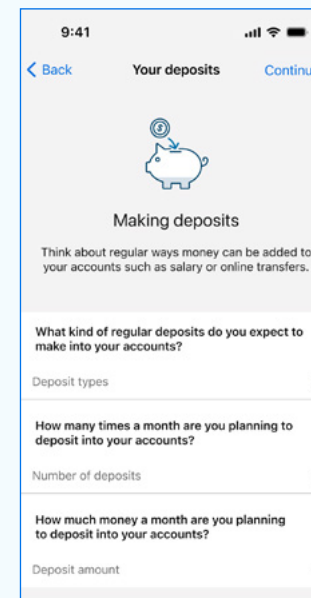 9:41
Back Your deposits Continu
Making deposits
Think about regular ways money can be added to
your accounts such as salary or online transfers.
What kind of regular deposits do you expect to
make into your accounts?
Deposit types
How many times a month are you planning to
deposit into your accounts?
Number of deposits
How much money a month are you planning
to deposit into your accounts?
Deposit amount